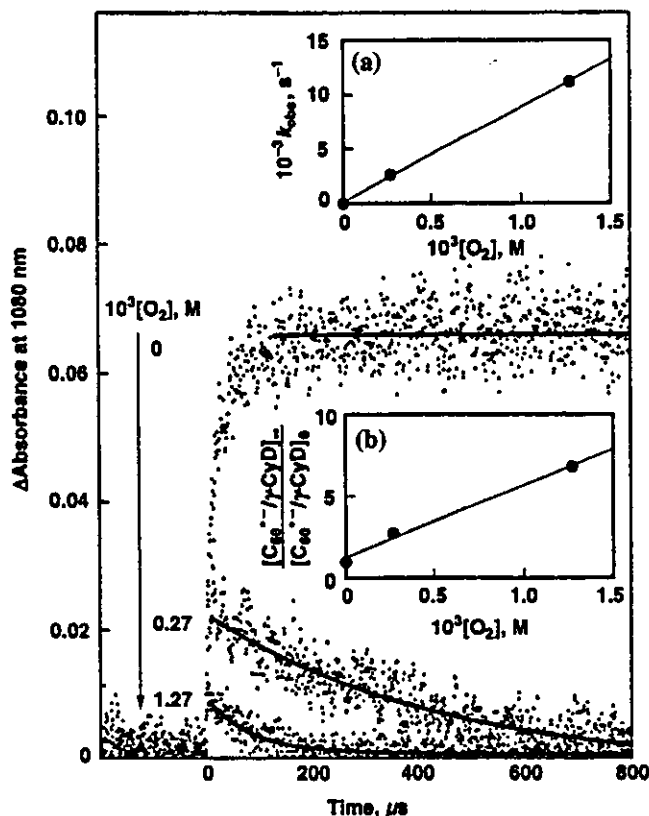 (a)
15
10
5
0
10⁻³ k_obs, s⁻¹
0 0.5 1.0 1.5
10³[O₂], M
0.10
0.08
0.06
0.04
0.02
0
ΔAbsorbance at 1080 nm
10³[O₂], M
0
0.27
1.27
(b)
10
5
0
[C₆₀•⁻/γCyD]
[C₆₀•⁻/γCyD]
0 0.5 1.0 1.5
10³[O₂], M
0 200 400 600 800
Time, μs